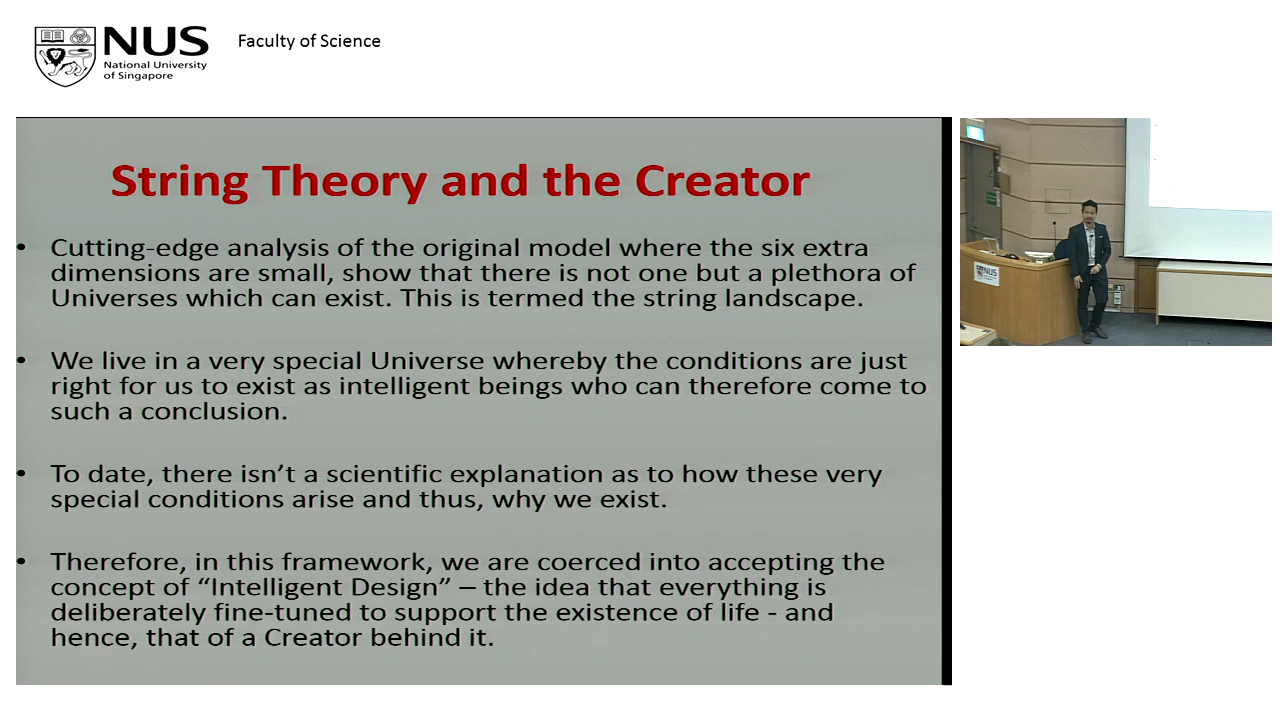 NUS
National University
of Singapore
Faculty of Science
String Theory and the Creator
• Cutting-edge analysis of the original model where the six extra
dimensions are small, show that there is not one but a plethora of
Universes which can exist. This is termed the string landscape.
• We live in a very special Universe whereby the conditions are just
right for us to exist as intelligent beings who can therefore come to
such a conclusion.
• To date, there isn’t a scientific explanation as to how these very
special conditions arise and thus, why we exist.
• Therefore, in this framework, we are coerced into accepting the
concept of “Intelligent Design” – the idea that everything is
deliberately fine-tuned to support the existence of life - and
hence, that of a Creator behind it.
NUS